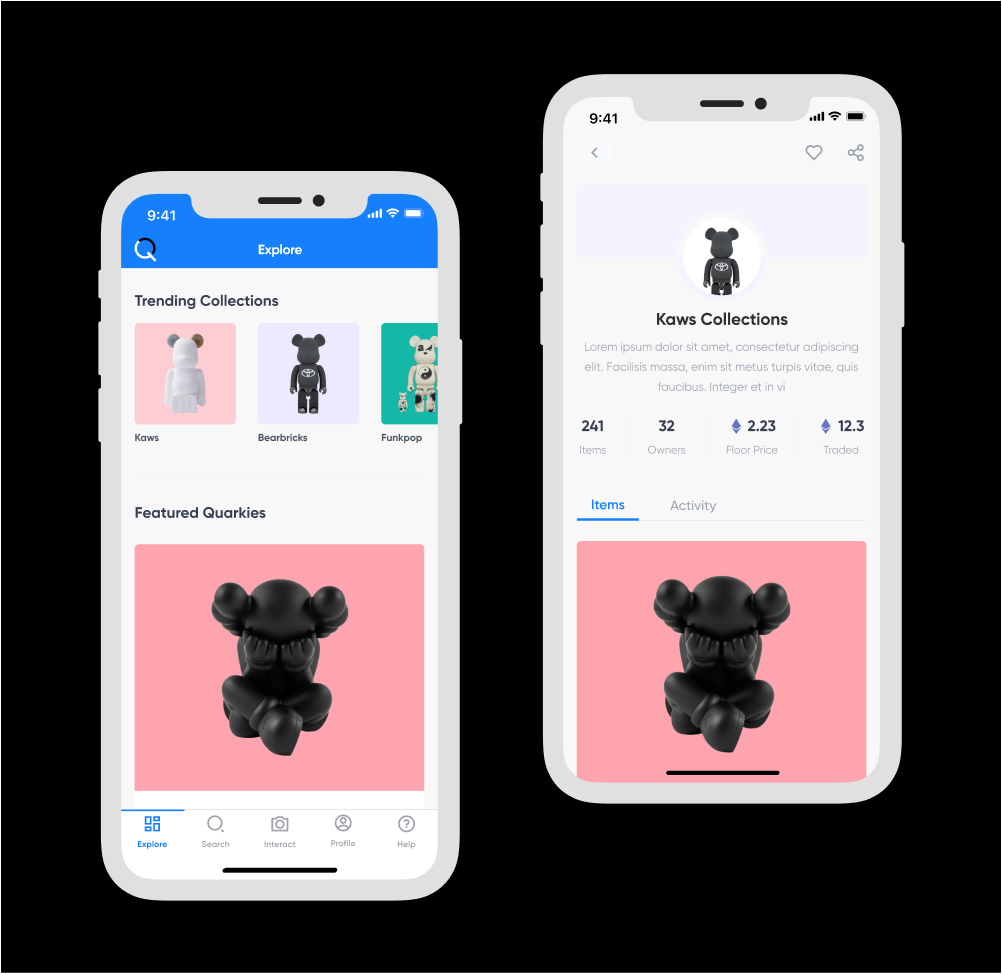 9:41
Explore
Trending Collections
Kaws
Bearbricks
Funkpop
Featured Quarkies
Explore
Search
Interact
Profile
Help
9:41
Kaws Collections
Lorem ipsum dolor sit amet, consectetur adipiscing
elit. Facilisis massa, enim sit metus turpis vitae, quis
faucibus. Integer et in vi
241
32
2.23
12.3
Items
Owners
Floor Price
Traded
Items
Activity